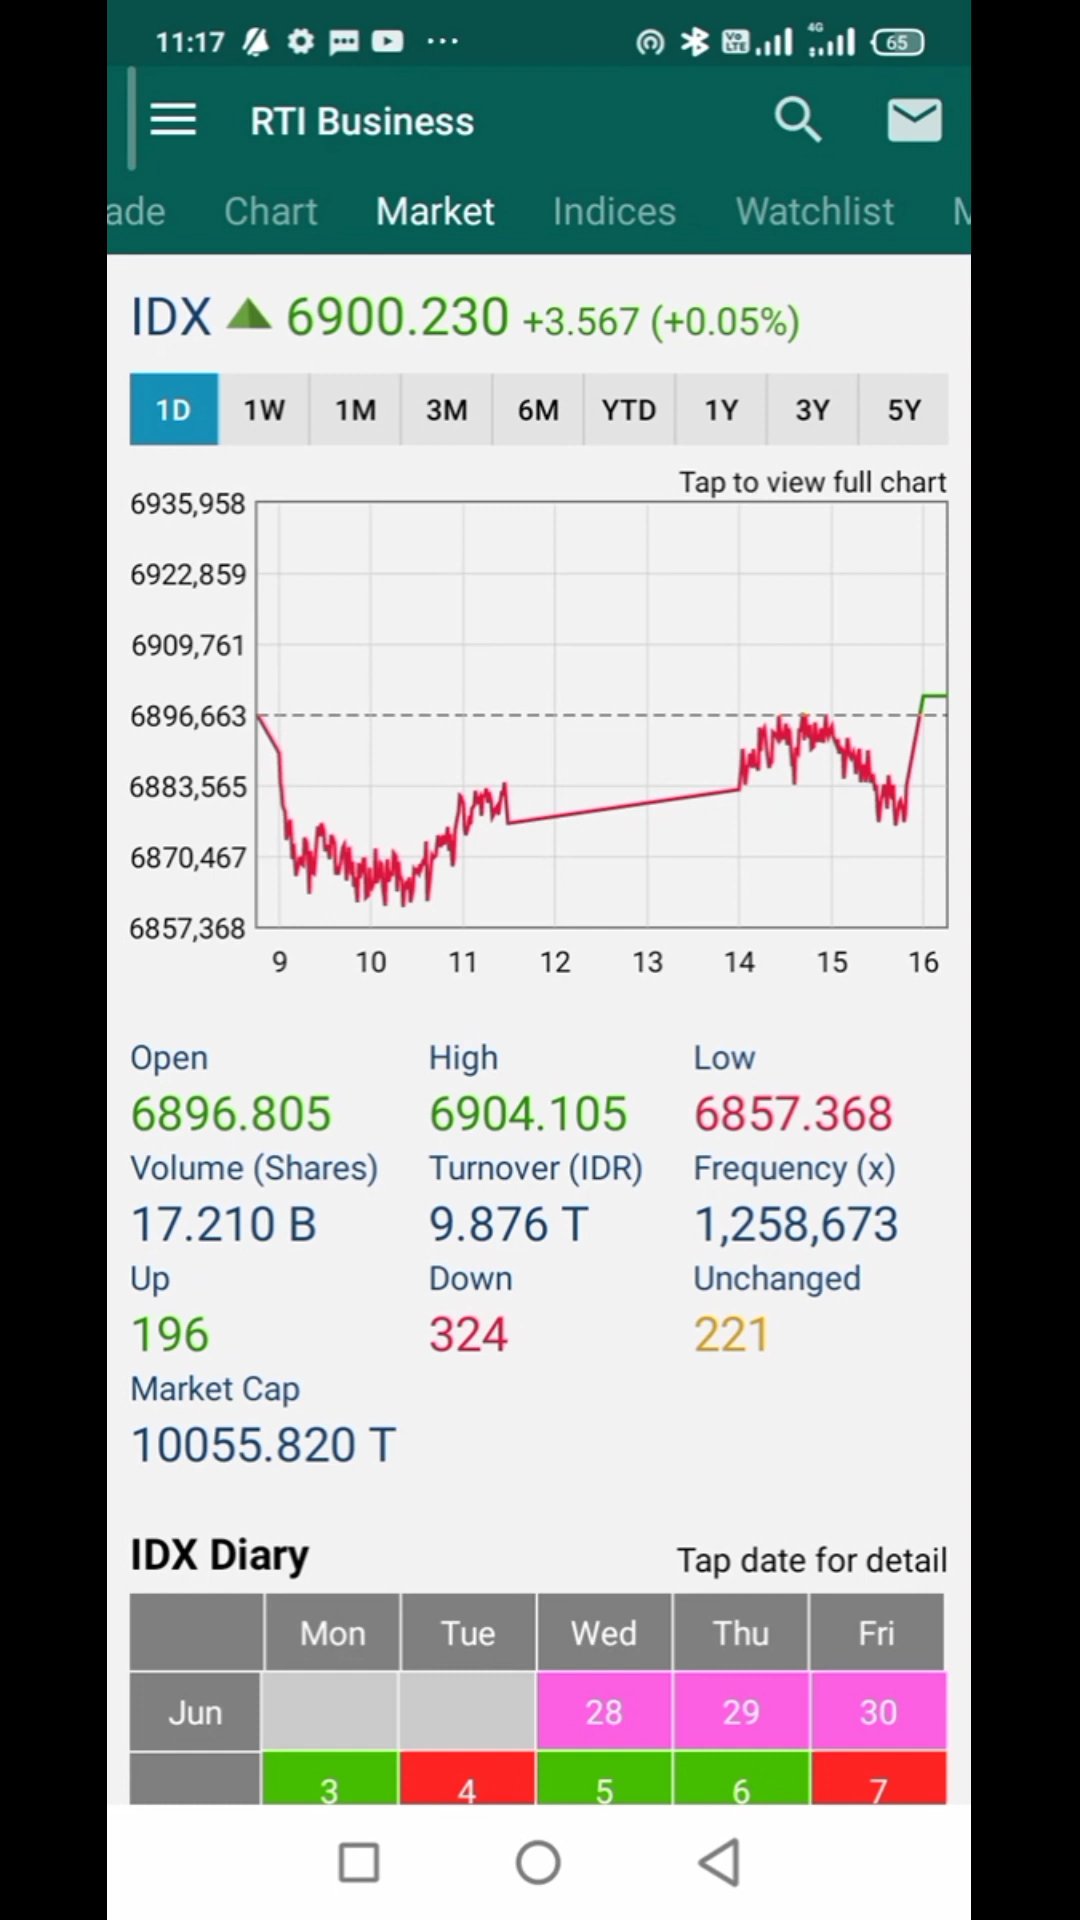 11:17 ··· Vo LTE 4G 65
RTI Business
ade Chart Market Indices Watchlist M
IDX 6900.230 +3.567 (+0.05%)
1D 1W 1M 3M 6M YTD 1Y 3Y 5Y
Tap to view full chart
6935,958
6922,859
6909,761
6896,663
6883,565
6870,467
6857,368
9 10 11 12 13 14 15 16
Open High Low
6896.805 6904.105 6857.368
Volume (Shares) Turnover (IDR) Frequency (x)
17.210 B 9.876 T 1,258,673
Up Down Unchanged
196 324 221
Market Cap
10055.820 T
IDX Diary Tap date for detail
Mon Tue Wed Thu Fri
Jun 28 29 30
3 4 5 6 7